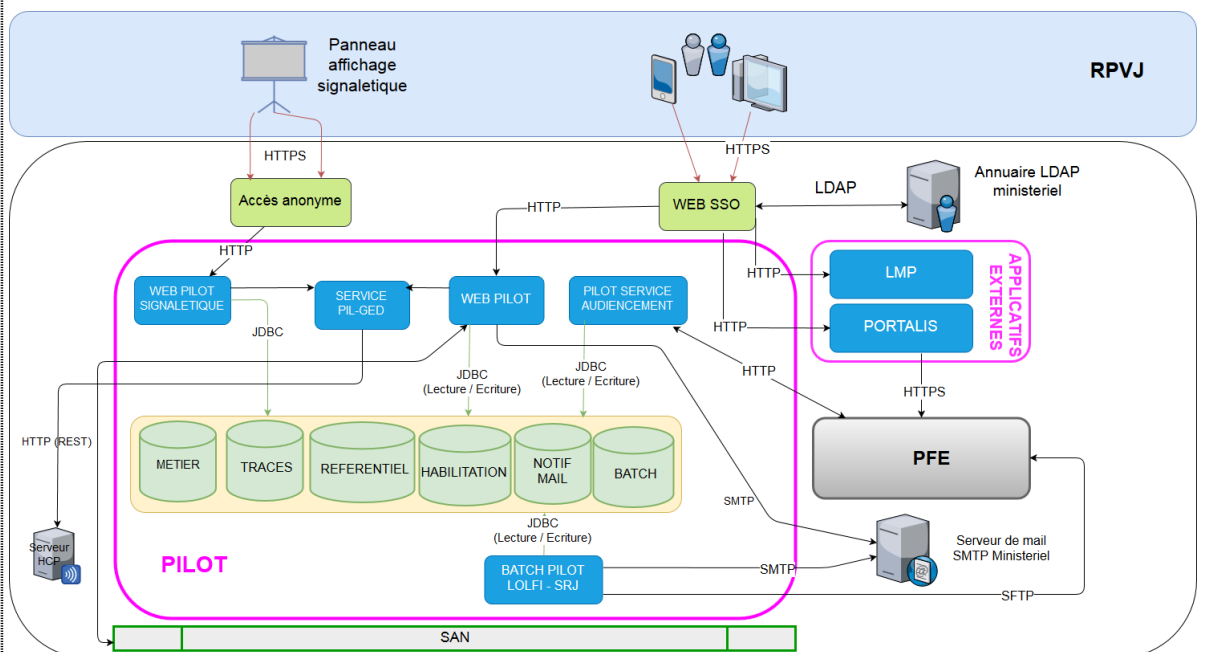 Panneau
affichage
signaletique
RPVJ
HTTPS
HTTPS
Accès anonyme
WEB SSO
LDAP
Annuaire LDAP
ministeriel
HTTP
HTTP
HTTP
HTTP
WEB PILOT
SIGNALETIQUE
SERVICE
PIL-GED
WEB PILOT
PILOT SERVICE
AUDIENCEMENT
LMP
PORTALIS
APPLICATIFS
EXTERNES
JDBC
JDBC
(Lecture / Ecriture)
JDBC
(Lecture / Ecriture)
HTTP
HTTPS
HTTP (REST)
METIER
TRACES
REFERENTIEL
HABILITATION
NOTIF
MAIL
BATCH
PFE
SMTP
JDBC
(Lecture / Ecriture)
Serveur
HCP
PILOT
BATCH PILOT
LOLFI - SRJ
SMTP
Serveur de mail
SMTP Ministeriel
SFTP
SAN